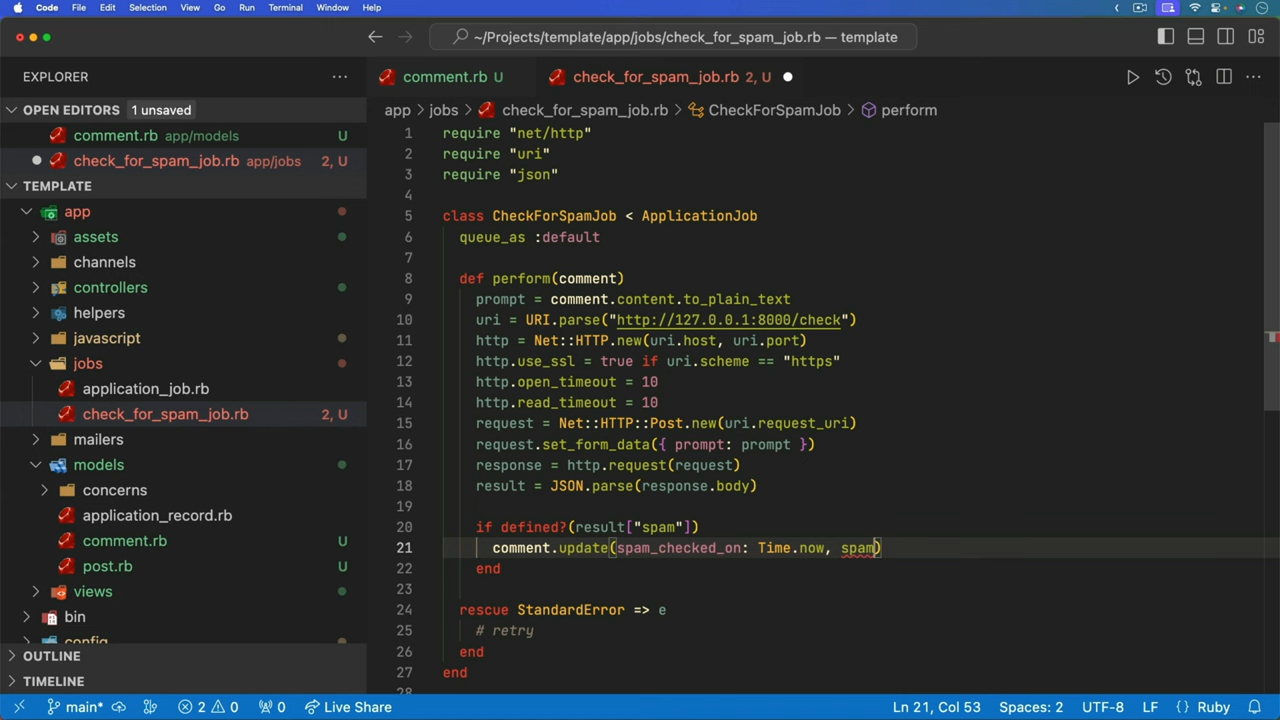 Code File Edit Selection View Go Run Terminal Window Help
~/Projects/template/app/jobs/check_for_spam_job.rb — template
EXPLORER
OPEN EDITORS 1 unsaved
comment.rb app/models U
check_for_spam_job.rb app/jobs 2, U
TEMPLATE
app
assets
channels
controllers
helpers
javascript
jobs
application_job.rb
check_for_spam_job.rb 2, U
mailers
models
concerns
application_record.rb
comment.rb U
post.rb U
views
bin
config
OUTLINE
TIMELINE
comment.rb U
check_for_spam_job.rb 2, U
app > jobs > check_for_spam_job.rb > CheckForSpamJob > perform
1 require "net/http"
2 require "uri"
3 require "json"
4
5 class CheckForSpamJob < ApplicationJob
6 queue_as :default
7
8 def perform(comment)
9 prompt = comment.content.to_plain_text
10 uri = URI.parse("http://127.0.0.1:8000/check")
11 http = Net::HTTP.new(uri.host, uri.port)
12 http.use_ssl = true if uri.scheme == "https"
13 http.open_timeout = 10
14 http.read_timeout = 10
15 request = Net::HTTP::Post.new(uri.request_uri)
16 request.set_form_data({ prompt: prompt })
17 response = http.request(request)
18 result = JSON.parse(response.body)
19
20 if defined?(result["spam"])
21 comment.update(spam_checked_on: Time.now, spam)
22 end
23
24 rescue StandardError => e
25 # retry
26 end
27 end
28
main* 2 0 0 Live Share Ln 21, Col 53 Spaces: 2 UTF-8 LF {} Ruby